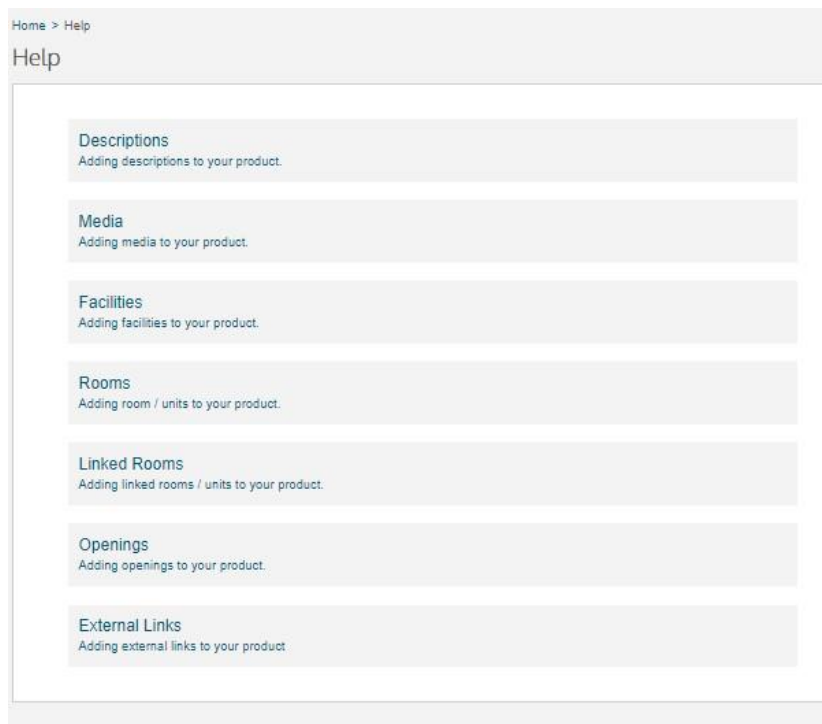 Home > Help
Help
Descriptions
Adding descriptions to your product.
Media
Adding media to your product.
Facilities
Adding facilities to your product.
Rooms
Adding room / units to your product.
Linked Rooms
Adding linked rooms / units to your product.
Openings
Adding openings to your product.
External Links
Adding external links to your product